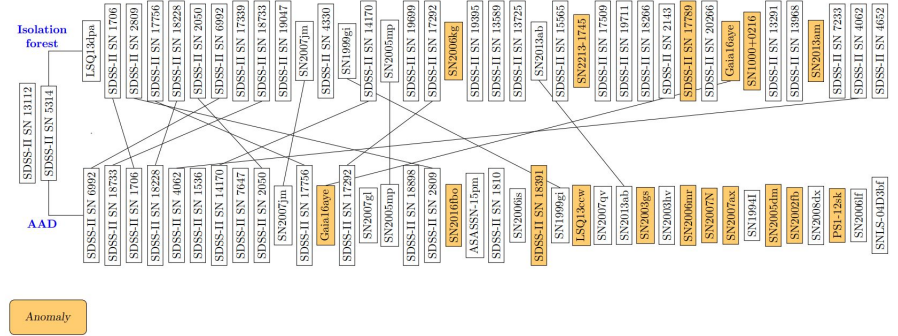 Isolation
forest
LSQ13dpa
SDSS-II SN 1706
SDSS-II SN 2809
SDSS-II SN 17756
SDSS-II SN 18228
SDSS-II SN 2050
SDSS-II SN 6992
SDSS-II SN 17339
SDSS-II SN 18733
SDSS-II SN 19047
SN2007jm
SDSS-II SN 4330
SN1999gi
SDSS-II SN 14170
SN2005mp
SDSS-II SN 19699
SDSS-II SN 17292
SN2006kg
SDSS-II SN 19395
SDSS-II SN 13589
SDSS-II SN 13725
SN2013ab
SDSS-II SN 15565
SN2213-1745
SDSS-II SN 17509
SDSS-II SN 19711
SDSS-II SN 18266
SDSS-II SN 2143
SDSS-II SN 17789
SDSS-II SN 20266
Gaia16aye
SN1000+0216
SDSS-II SN 13291
SDSS-II SN 13968
SN2013am
SDSS-II SN 7233
SDSS-II SN 4062
SDSS-II SN 4652
SDSS-II SN 13112
SDSS-II SN 5314
AAD
SDSS-II SN 6992
SDSS-II SN 18733
SDSS-II SN 1706
SDSS-II SN 18228
SDSS-II SN 4062
SDSS-II SN 1536
SDSS-II SN 14170
SDSS-II SN 7647
SDSS-II SN 2050
SN2007jm
SDSS-II SN 17756
Gaia16aye
SDSS-II SN 17292
SN2007gl
SN2005mp
SDSS-II SN 18898
SDSS-II SN 2809
SN2016fbo
ASASSN-15pm
SDSS-II SN 1810
SN2006is
SDSS-II SN 18391
SN1999gi
LSQ13ccw
SN2007qv
SN2013ab
SN2003gs
SN2003hv
SN2006mr
SN2007N
SN2007ax
SN1994I
SN2005dm
SN2002fb
SN2008dx
PS1-12sk
SN2006lf
SNLS-04D3bf
Anomaly